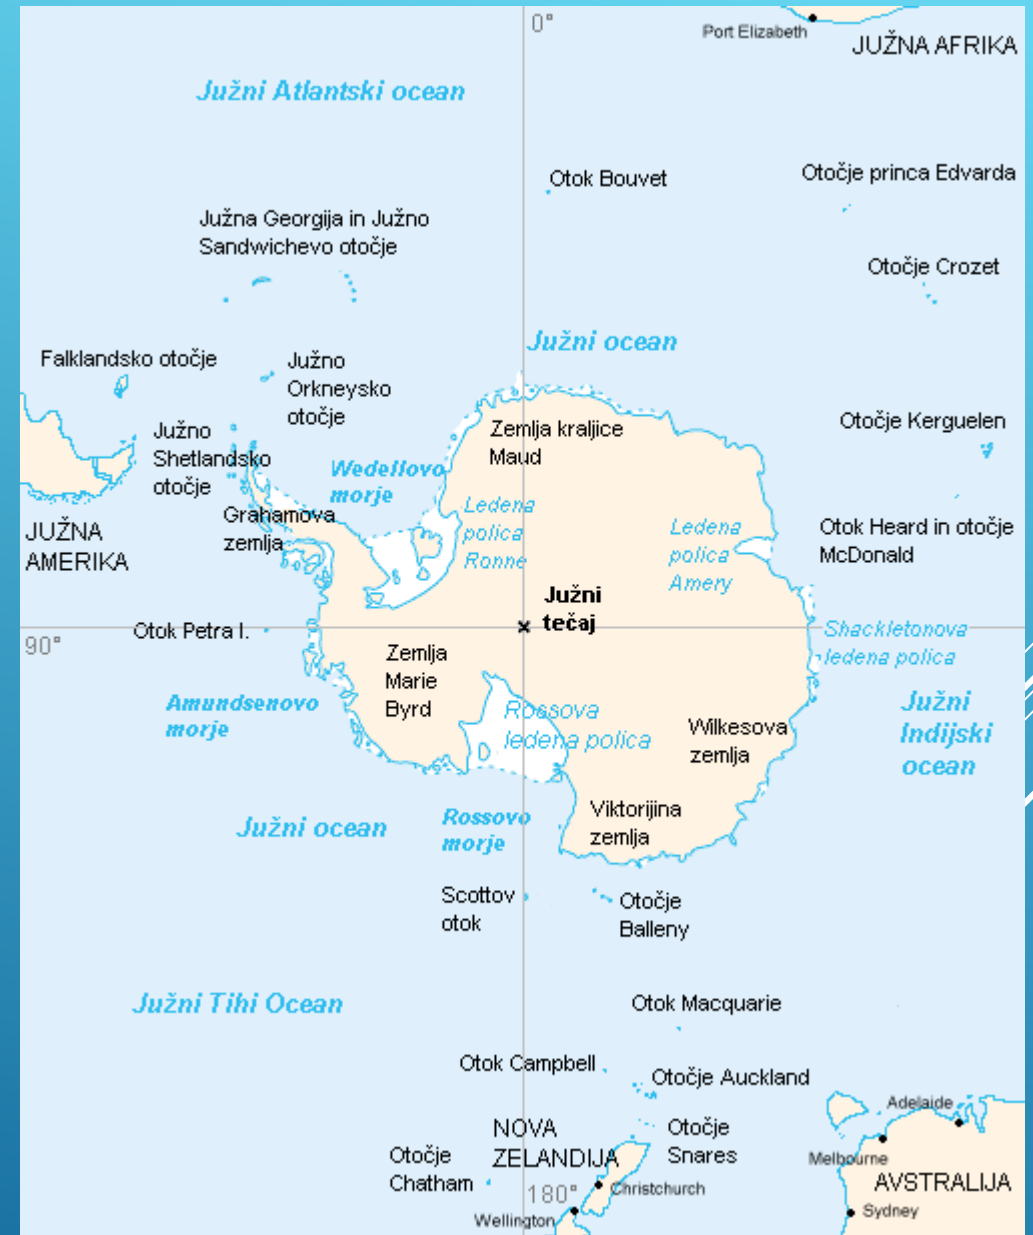 0°
Port Elizabeth
JUŽNA AFRIKA
Južni Atlantski ocean
Otok Bouvet
Otočje princa Edvarda
Južna Georgija in Južno
Sandwichevo otočje
Otočje Crozet
Južni ocean
Falklandsko otočje
Južno
Orkneysko
otočje
Otočje Kerguelen
Zemlja kraljice
Maud
Južno
Shetlandsko
otočje
Wedellovo
morje
Ledena
polica
Ronne
Grahamova
zemlja
Ledena
polica
Amery
JUŽNA
AMERIKA
Otok Heard in otočje
McDonald
Južni
tečaj
Otok Petra I.
90°
Shackletonova
ledena polica
Zemlja
Marie
Byrd
Amundsenovo
morje
Rossova
ledena polica
Wilkesova
zemlja
Južni
Indijski
ocean
Viktorijina
zemlja
Južni ocean
Rossovo
morje
Scottov
otok
Otočje
Balleny
Južni Tihi Ocean
Otok Macquarie
Otok Campbell
Otočje Auckland
Adelaide
NOVA
ZELANDIJA
Otočje
Snares
Otočje
Chatham
Melbourne
AVSTRALIJA
180°
Christchurch
Sydney
Wellington